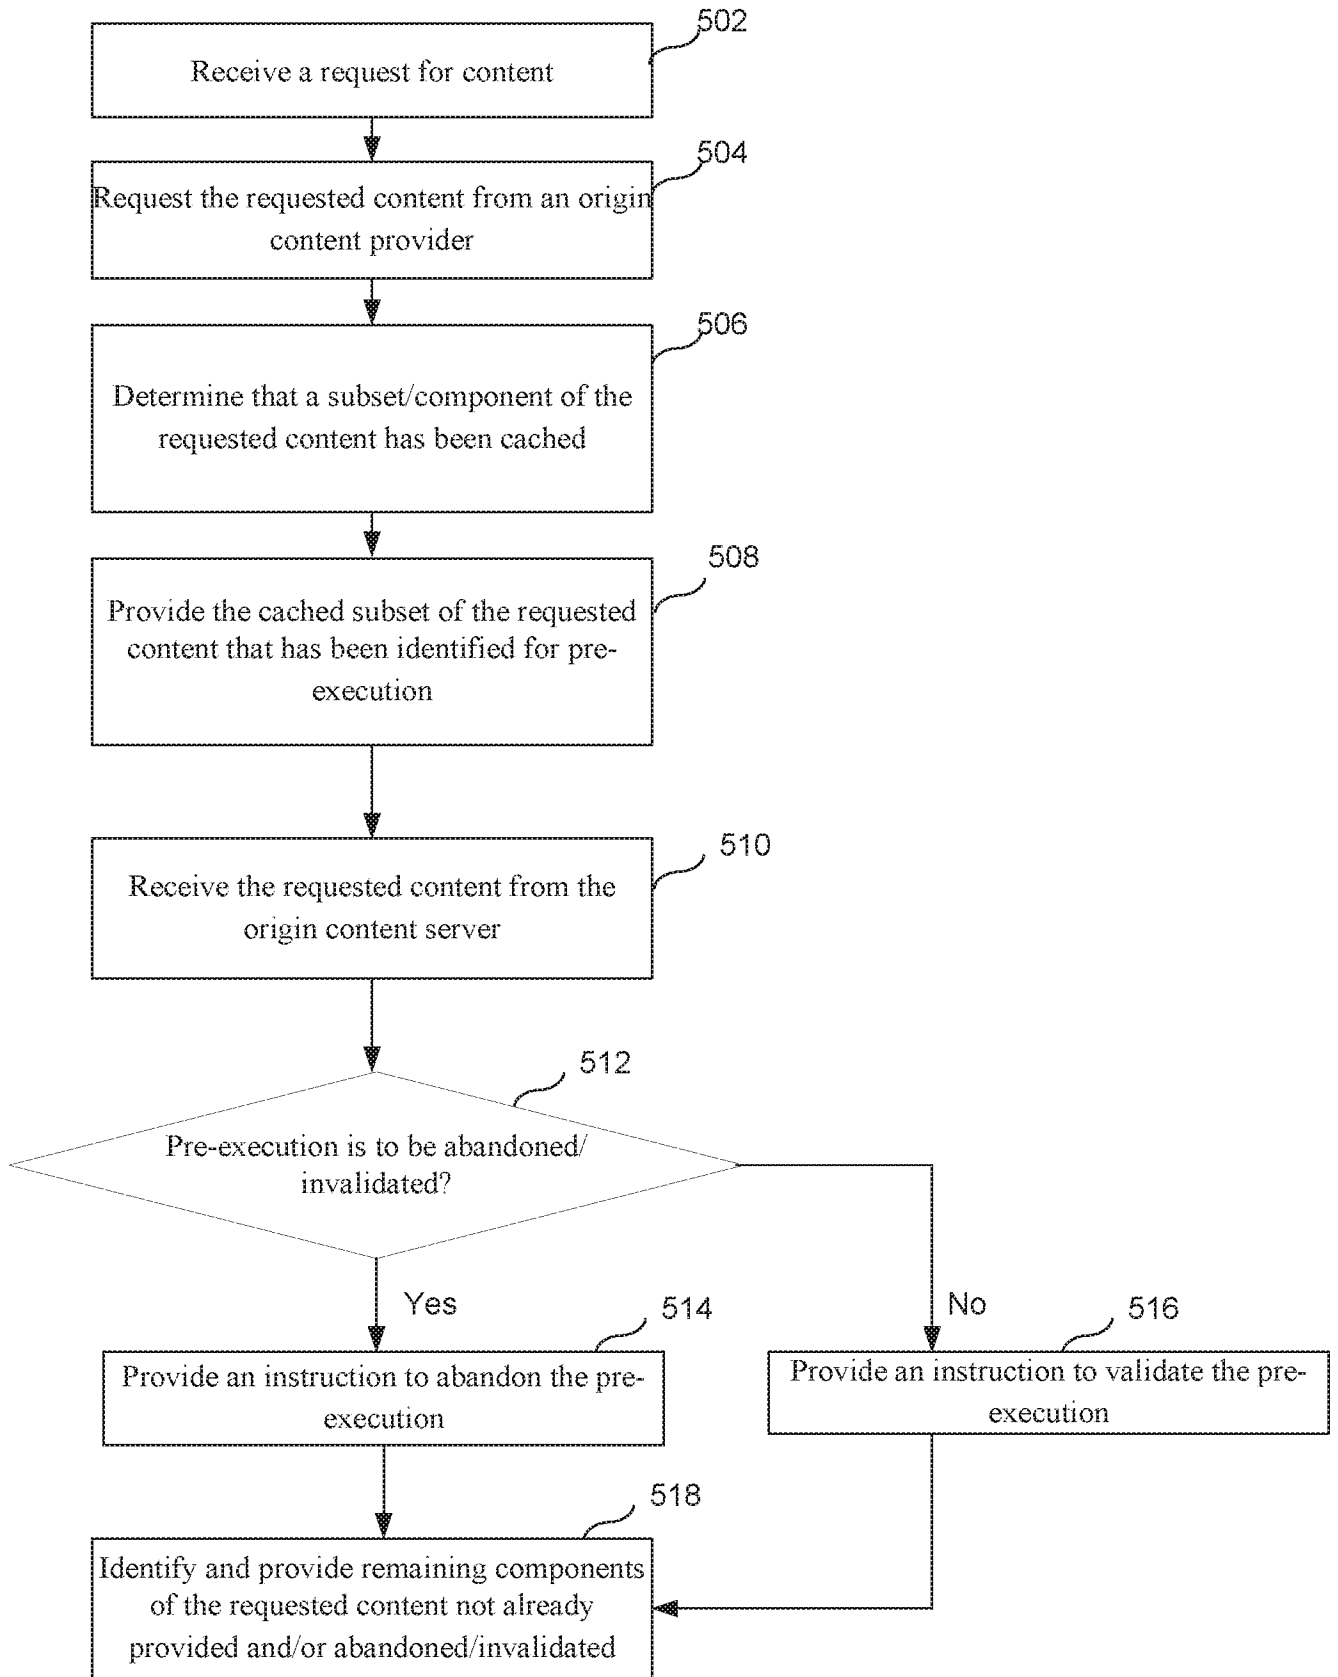 502
Receive a request for content
504
Request the requested content from an origin
content provider
506
Determine that a subset/component of the
requested content has been cached
508
Provide the cached subset of the requested
content that has been identified for pre-
execution
510
Receive the requested content from the
origin content server
512
Pre-execution is to be abandoned/
invalidated?
Yes
No
514
Provide an instruction to abandon the pre-
execution
516
Provide an instruction to validate the pre-
execution
518
Identify and provide remaining components
of the requested content not already
provided and/or abandoned/invalidated